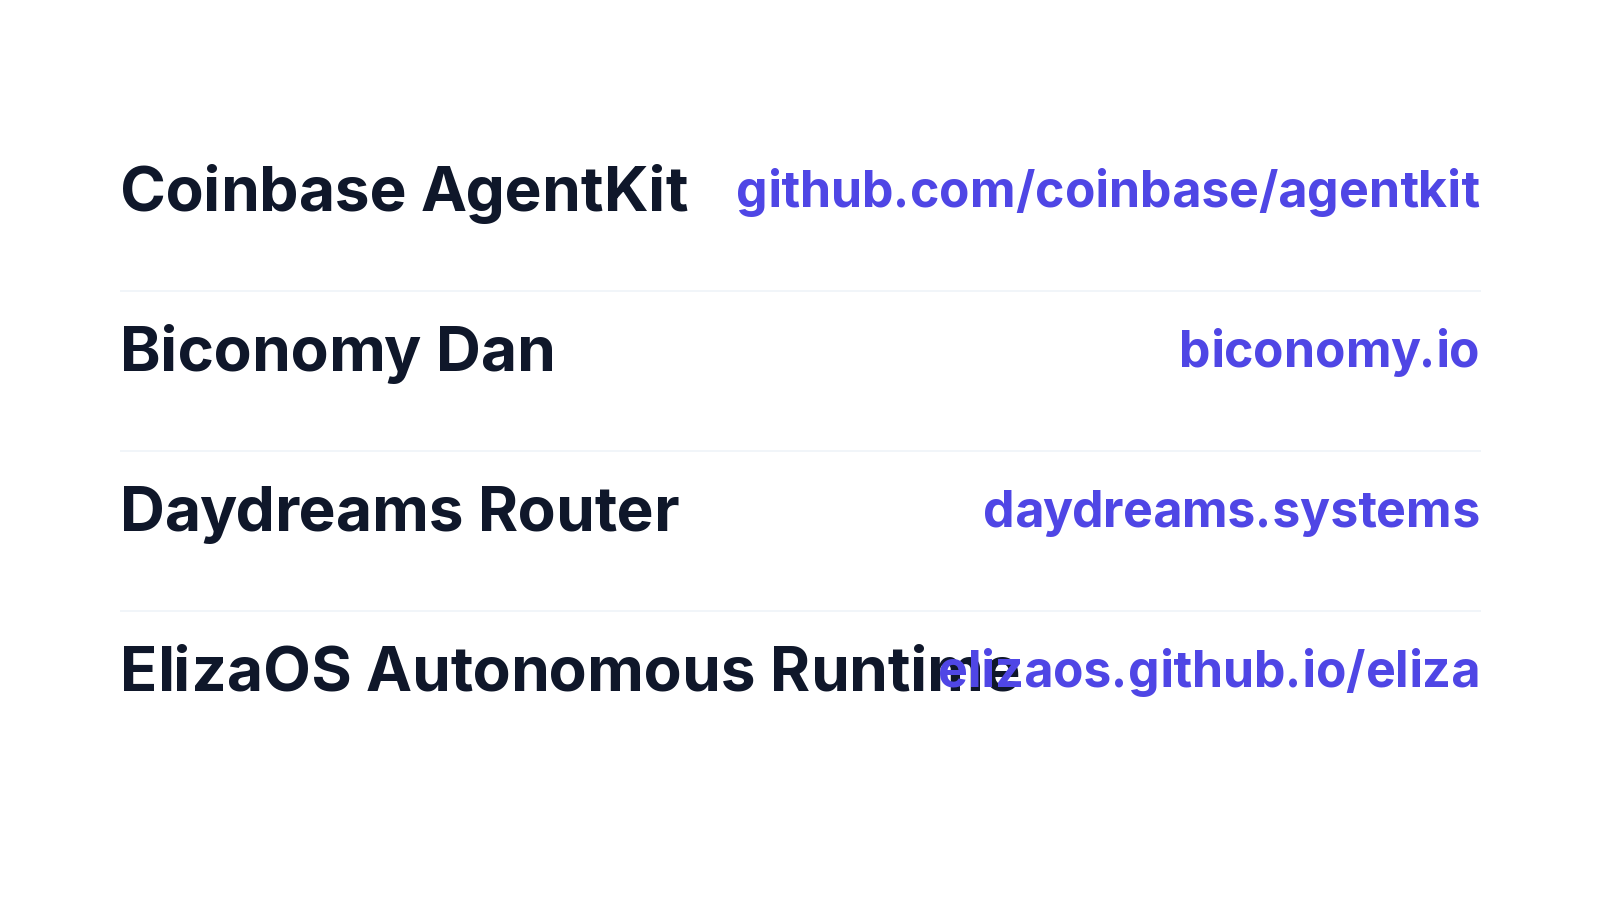 Coinbase AgentKit github.com/coinbase/agentkit
Biconomy Dan biconomy.io
Daydreams Router daydreams.systems
ElizaOS Autonomous Runtime elizaos.github.io/eliza